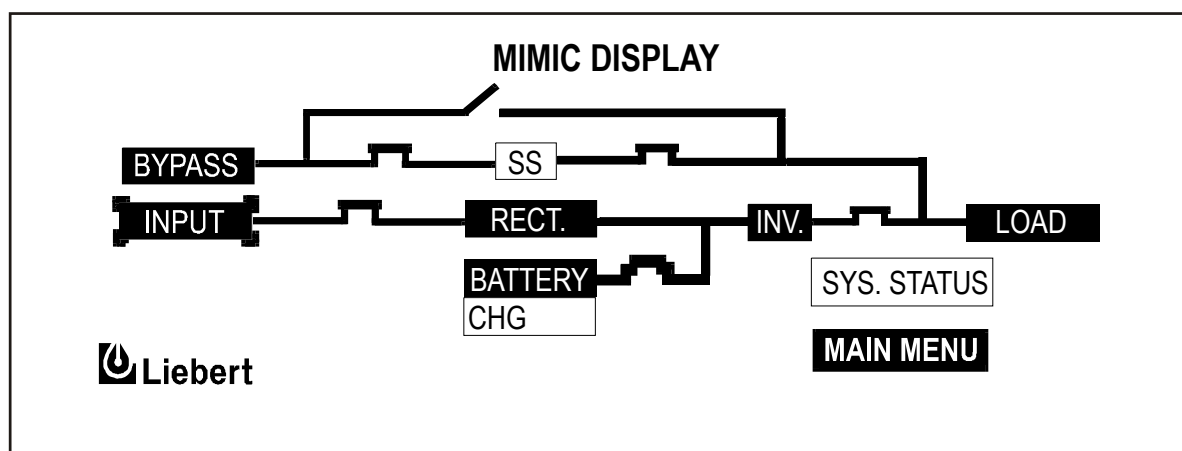 MIMIC DISPLAY
BYPASS
SS
INPUT
RECT.
INV.
LOAD
BATTERY
SYS. STATUS
CHG
MAIN MENU
Liebert